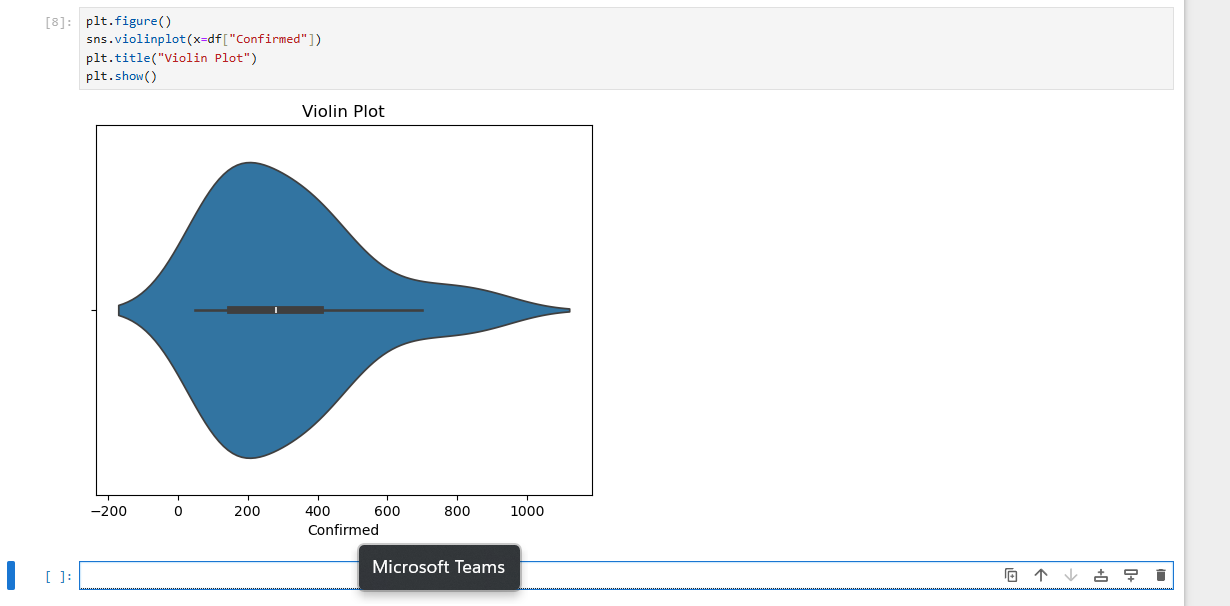 [8]: plt.figure()
sns.violinplot(x=df["Confirmed"])
plt.title("Violin Plot")
plt.show()
Violin Plot
−200 0 200 400 600 800 1000
Confirmed
Microsoft Teams
[ ]: